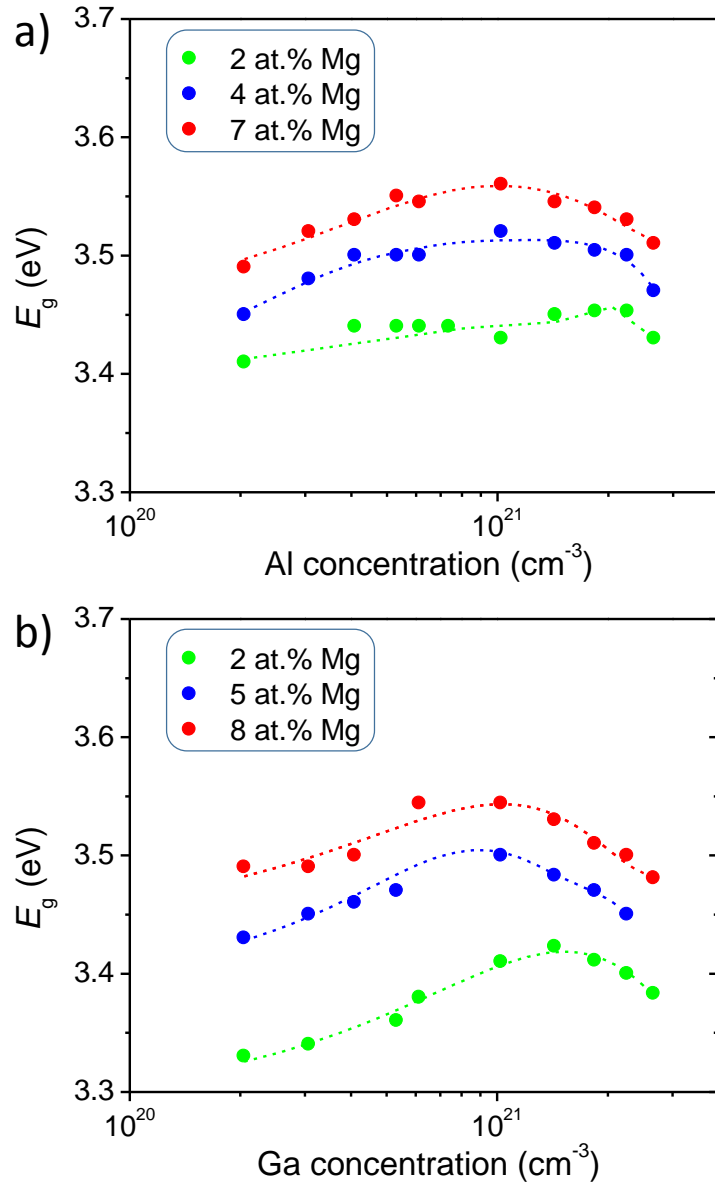 a)
3.7
3.6
3.5
3.4
3.3
E_g (eV)
2 at.% Mg
4 at.% Mg
7 at.% Mg
10^20
10^21
Al concentration (cm^-3)
b)
3.7
3.6
3.5
3.4
3.3
E_g (eV)
2 at.% Mg
5 at.% Mg
8 at.% Mg
10^20
10^21
Ga concentration (cm^-3)